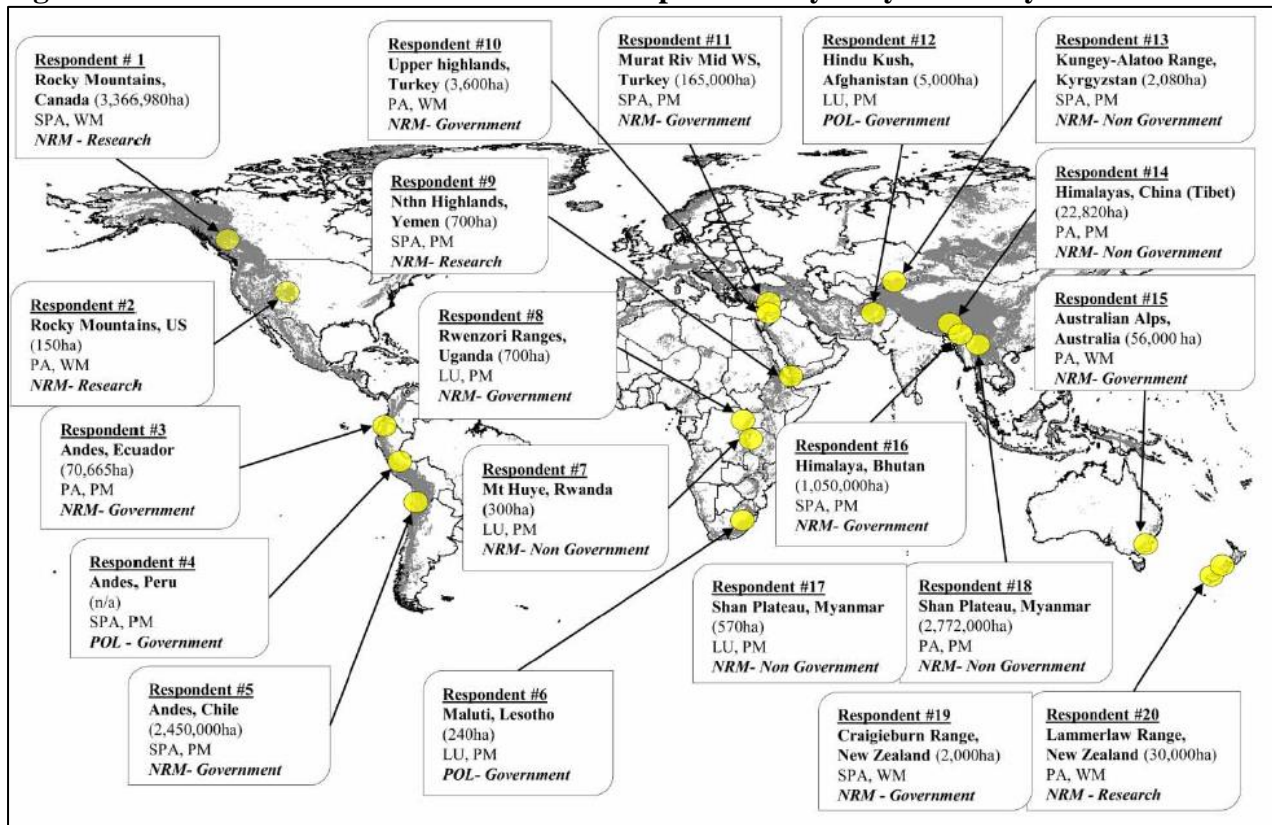 Respondent # 1
Rocky Mountains,
Canada (3,366,980ha)
SPA, WM
NRM - Research
Respondent #10
Upper highlands,
Turkey (3,600ha)
PA, WM
NRM- Government
Respondent #11
Murat Riv Mid WS,
Turkey (165,000ha)
SPA, PM
NRM- Government
Respondent #12
Hindu Kush,
Afghanistan (5,000ha)
LU, PM
POL- Government
Respondent #13
Kungey-Alatoo Range,
Kyrgyzstan (2,080ha)
SPA, PM
NRM- Non Government
Respondent #9
Nthn Highlands,
Yemen (700ha)
SPA, PM
NRM- Research
Respondent #14
Himalayas, China (Tibet)
(22,820ha)
PA, PM
NRM- Non Government
Respondent #2
Rocky Mountains, US
(150ha)
PA, WM
NRM- Research
Respondent #8
Rwenzori Ranges,
Uganda (700ha)
LU, PM
NRM- Government
Respondent #15
Australian Alps,
Australia (56,000 ha)
PA, WM
NRM- Government
Respondent #3
Andes, Ecuador
(70,665ha)
PA, PM
NRM- Government
Respondent #7
Mt Huye, Rwanda
(300ha)
LU, PM
NRM- Non Government
Respondent #16
Himalaya, Bhutan
(1,050,000ha)
SPA, PM
NRM- Government
Respondent #4
Andes, Peru
(n/a)
SPA, PM
POL - Government
Respondent #17
Shan Plateau, Myanmar
(570ha)
LU, PM
NRM- Non Government
Respondent #18
Shan Plateau, Myanmar
(2,772,000ha)
PA, PM
NRM- Non Government
Respondent #5
Andes, Chile
(2,450,000ha)
SPA, PM
NRM- Government
Respondent #6
Maluti, Lesotho
(240ha)
LU, PM
POL- Government
Respondent #19
Craigieburn Range,
New Zealand (2,000ha)
SPA, WM
NRM - Government
Respondent #20
Lammerlaw Range,
New Zealand (30,000ha)
PA, WM
NRM - Research